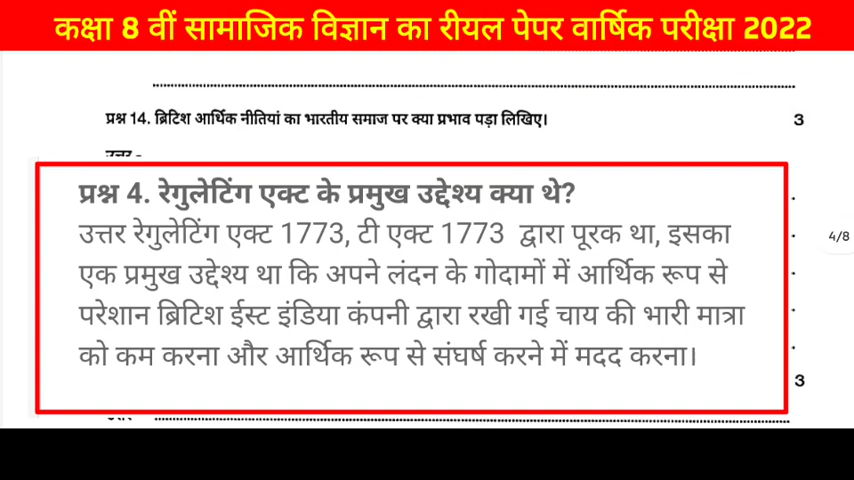 कक्षा 8 वीं सामाजिक विज्ञान का रीयल पेपर वार्षिक परीक्षा 2022
प्रश्न 14. ब्रिटिश आर्थिक नीतियां का भारतीय समाज पर क्या प्रभाव पड़ा लिखिए। 3
प्रश्न 4. रेगुलेटिंग एक्ट के प्रमुख उद्देश्य क्या थे?
उत्तर रेगुलेटिंग एक्ट 1773, टी एक्ट 1773 द्वारा पूरक था, इसका
एक प्रमुख उद्देश्य था कि अपने लंदन के गोदामों में आर्थिक रूप से
परेशान ब्रिटिश ईस्ट इंडिया कंपनी द्वारा रखी गई चाय की भारी मात्रा
को कम करना और आर्थिक रूप से संघर्ष करने में मदद करना।
4/8
3